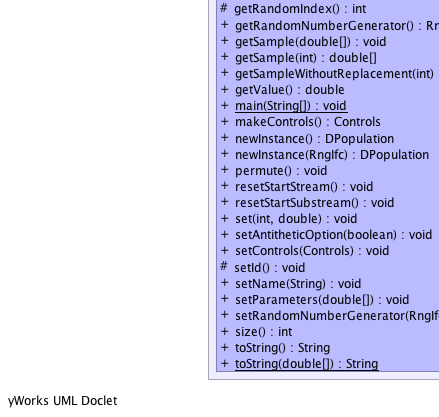 # getRandomIndex() : int
+ getRandomNumberGenerator() :
+ getSample(double[]) : void
+ getSample(int) : double[]
+ getSampleWithoutReplacement(int)
+ getValue() : double
+ main(String[]) : void
+ makeControls() : Controls
+ newInstance() : DPopulation
+ newInstance(RngIfc) : DPopulation
+ permute() : void
+ resetStartStream() : void
+ resetStartSubstream() : void
+ set(int, double) : void
+ setAntitheticOption(boolean) : void
+ setControls(Controls) : void
# setId() : void
+ setName(String) : void
+ setParameters(double[]) : void
+ setRandomNumberGenerator(RngIf
+ size() : int
+ toString() : String
+ toString(double[]) : String
yWorks UML Doclet